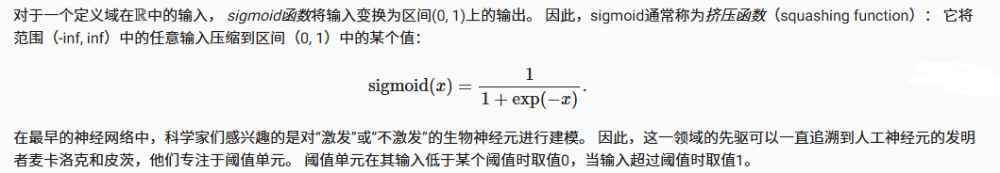 对于一个定义域在ℝ中的输入， sigmoid函数将输入变换为区间(0, 1)上的输出。 因此，sigmoid通常称为挤压函数（squashing function）： 它将
范围（-inf, inf）中的任意输入压缩到区间（0, 1）中的某个值：
sigmoid(x) = 1 / (1 + exp(−x)).
在最早的神经网络中，科学家们感兴趣的是对“激发”或“不激发”的生物神经元进行建模。 因此，这一领域的先驱可以一直追溯到人工神经元的发明
者麦卡洛克和皮茨，他们专注于阈值单元。 阈值单元在其输入低于某个阈值时取值0，当输入超过阈值时取值1。